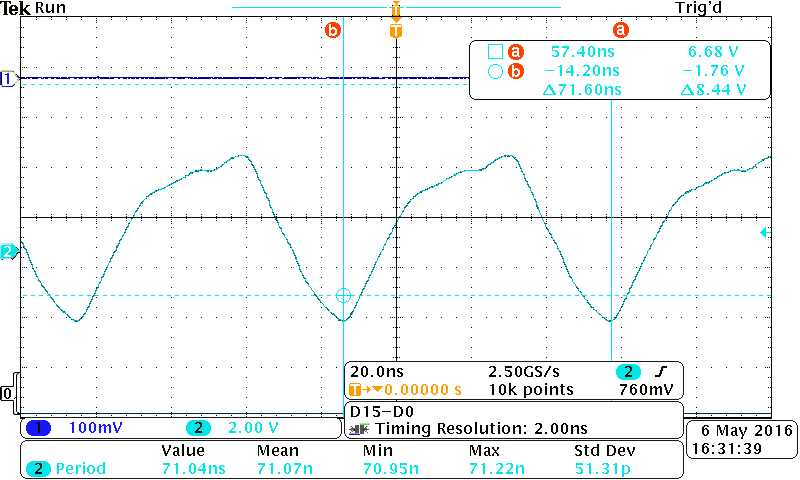 Tek Run T Trig'd
b T a
a 57.40ns 6.68 V
b −14.20ns −1.76 V
Δ71.60ns Δ8.44 V
1
2
0
20.0ns 2.50GS/s 2
T→▼0.00000 s 10k points 760mV
D15-D0
Timing Resolution: 2.00ns
1 100mV 2 2.00 V
6 May 2016
16:31:39
Value Mean Min Max Std Dev
2 Period 71.04ns 71.07n 70.95n 71.22n 51.31p